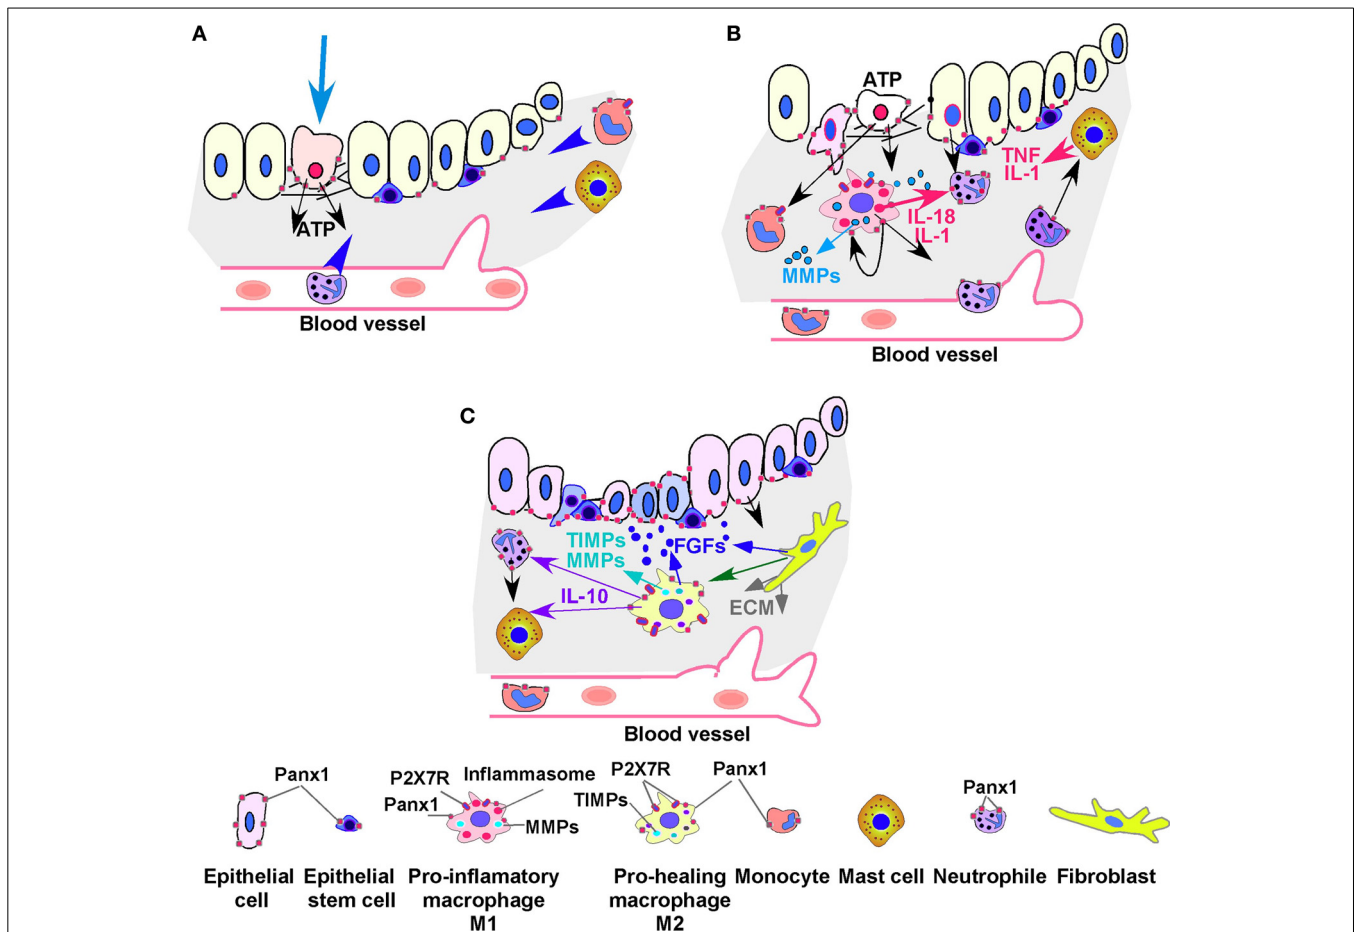 A
ATP
Blood vessel
B
ATP
TNF
IL-1
IL-18
IL-1
MMPs
Blood vessel
C
TIMPs
MMPs
FGFs
IL-10
ECM
Blood vessel
Panx1
P2X7R
Inflammasome
Panx1
MMPs
P2X7R
Panx1
TIMPs
Panx1
Epithelial
cell
Epithelial
stem cell
Pro-inflamatory
macrophage
M1
Pro-healing
macrophage
M2
Monocyte
Mast cell
Neutrophile
Fibroblast